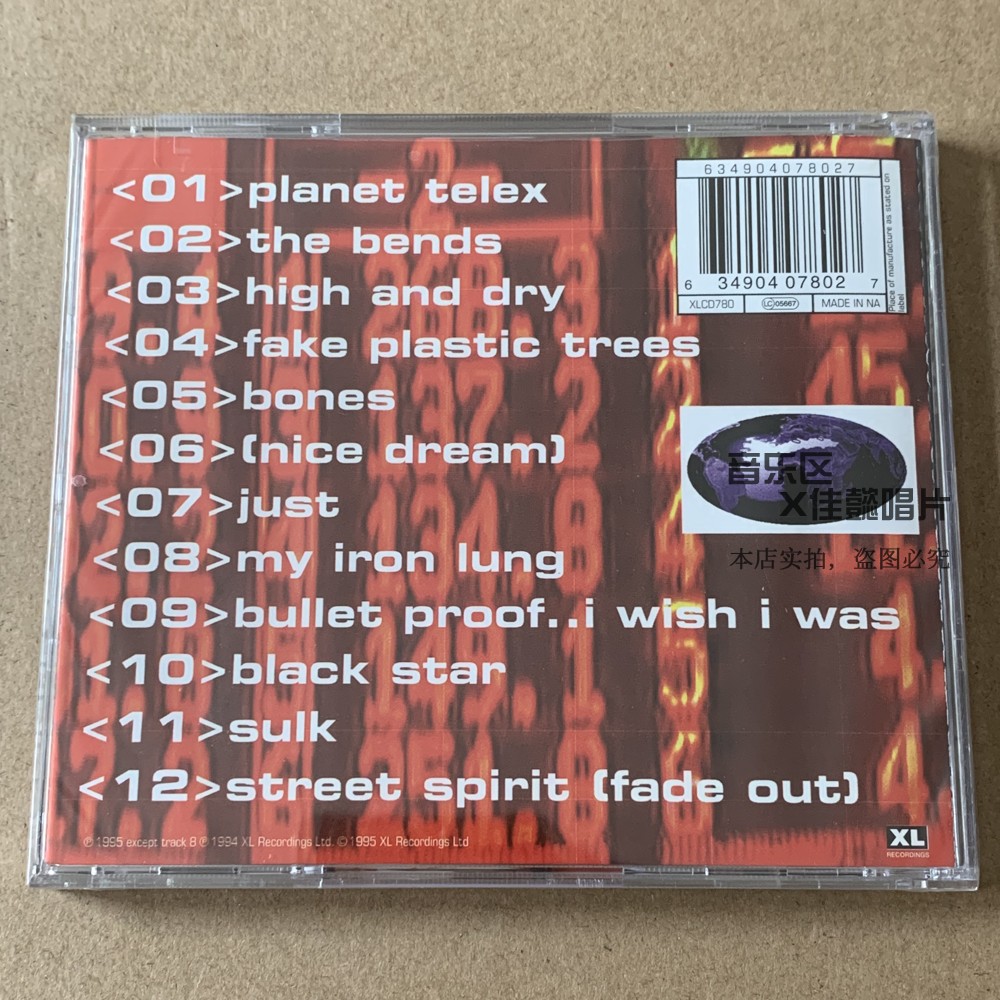 <01>planet telex
<02>the bends
<03>high and dry
<04>fake plastic trees
<05>bones
<06>(nice dream)
<07>just
<08>my iron lung
<09>bullet proof..i wish i was
<10>black star
<11>sulk
<12>street spirit (fade out)
634904078027
6 34904 07802 7
XLCD780
LC 05667
MADE IN NA
Place of manufacture as stated on
label
音乐区
X佳懿唱片
本店实拍，盗图必究
℗ 1995 except track 8 ℗ 1994 XL Recordings Ltd. © 1995 XL Recordings Ltd
XL
RECORDINGS